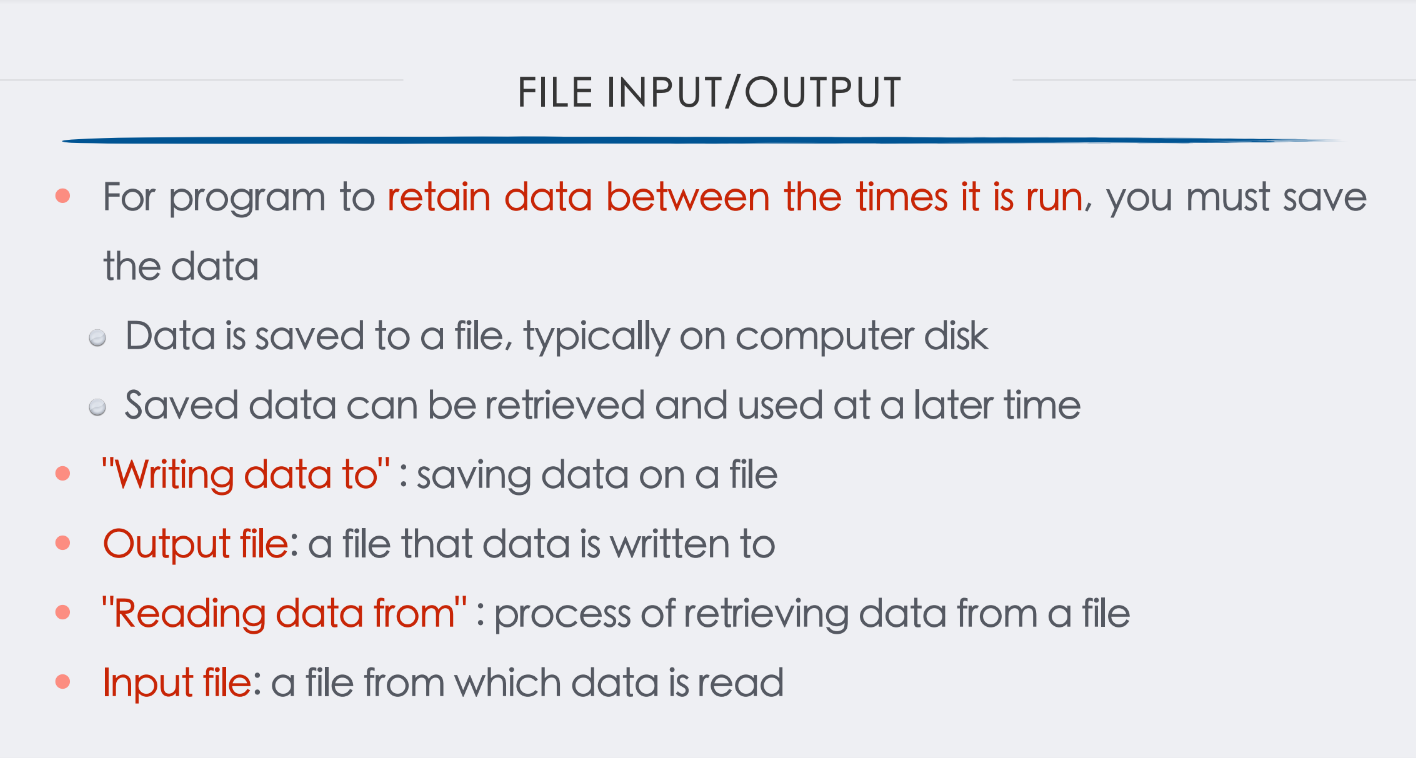 FILE INPUT/OUTPUT
For program to retain data between the times it is run, you must save
the data
Data is saved to a file, typically on computer disk
Saved data can be retrieved and used at a later time
"Writing data to" : saving data on a file
Output file: a file that data is written to
"Reading data from" : process of retrieving data from a file
Input file: a file from which data is read